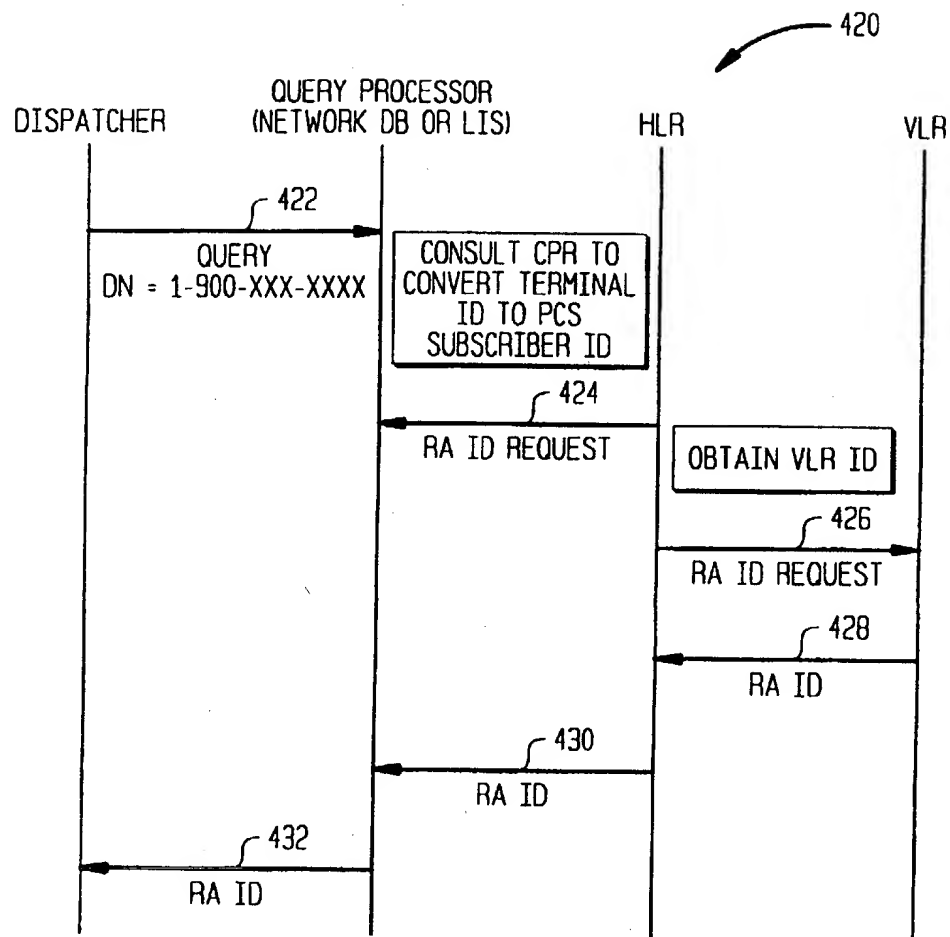 420
DISPATCHER
QUERY PROCESSOR
(NETWORK DB OR LIS)
HLR
VLR
422
QUERY
DN = 1-900-XXX-XXXX
CONSULT CPR TO
CONVERT TERMINAL
ID TO PCS
SUBSCRIBER ID
424
RA ID REQUEST
OBTAIN VLR ID
426
RA ID REQUEST
428
RA ID
430
RA ID
432
RA ID